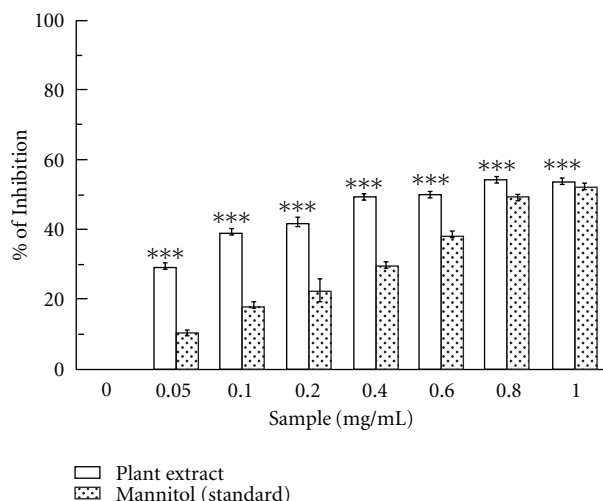 100
80
60
40
20
0
% of Inhibition
***
***
***
***
***
***
***
0 0.05 0.1 0.2 0.4 0.6 0.8 1
Sample (mg/mL)
Plant extract
Mannitol (standard)